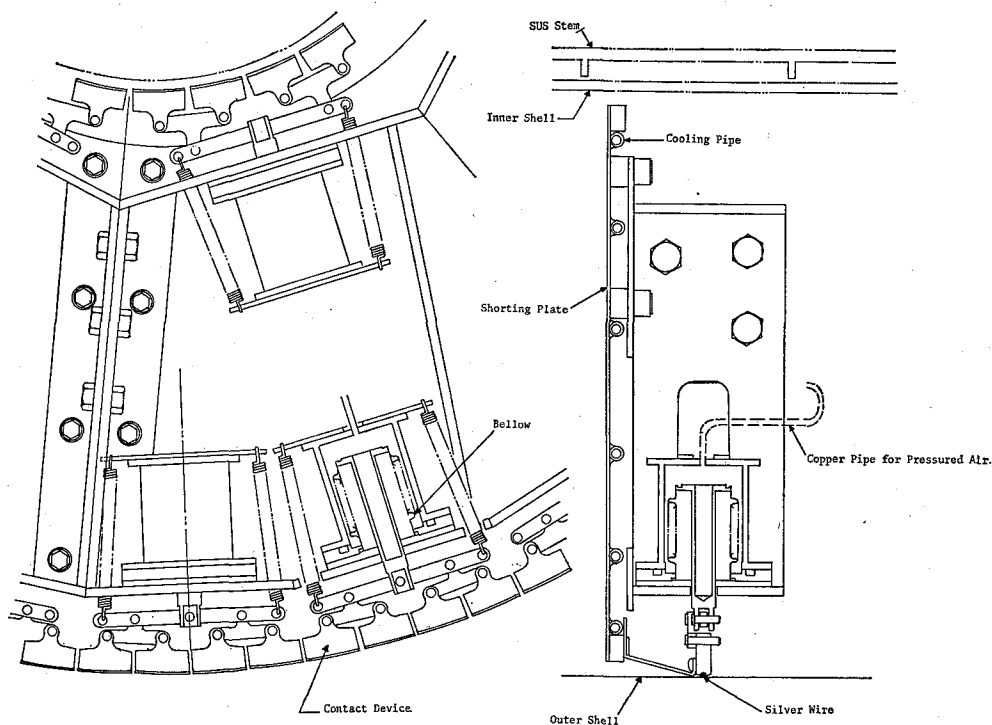 SUS Stem
Inner Shell
Cooling Pipe
Shorting Plate
Bellow
Copper Pipe for Pressured Air.
Contact Device
Outer Shell
Silver Wire